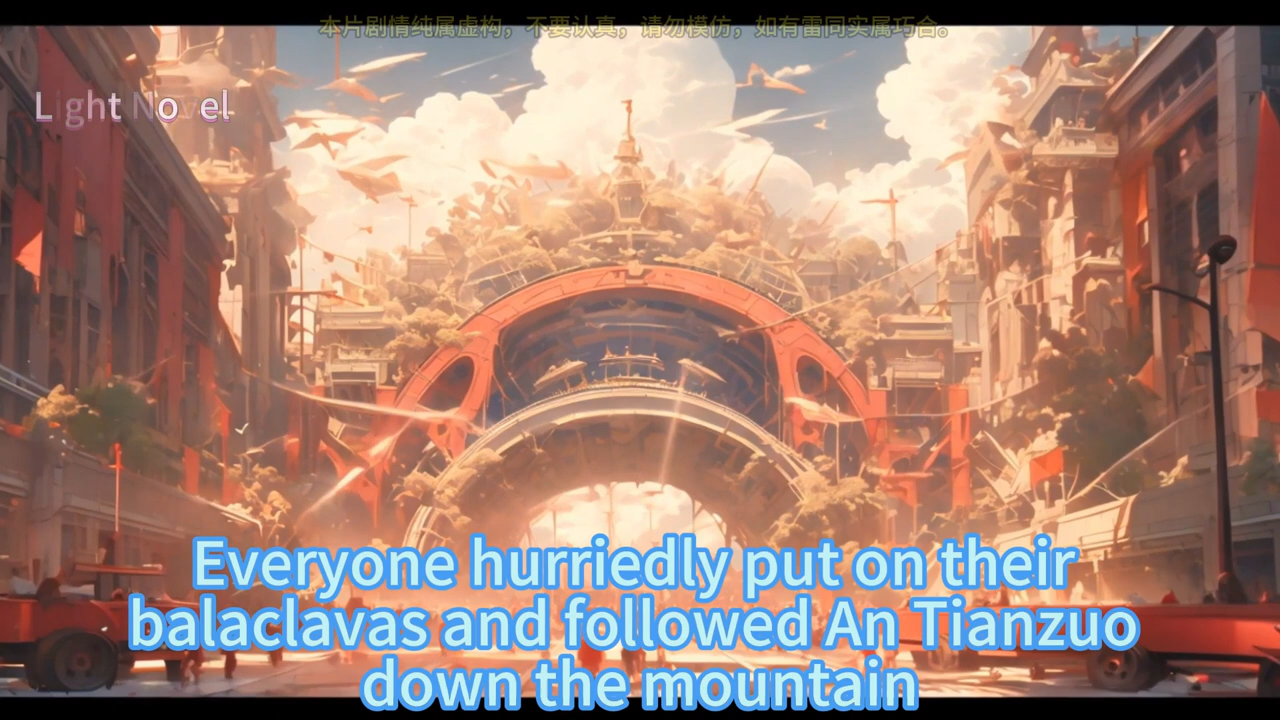 本片剧情纯属虚构，不要认真，请勿模仿，如有雷同实属巧合。
Light Novel
Everyone hurriedly put on their
balaclavas and followed An Tianzuo
down the mountain